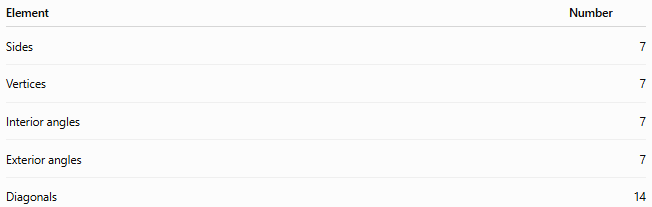 Element Number
Sides 7
Vertices 7
Interior angles 7
Exterior angles 7
Diagonals 14